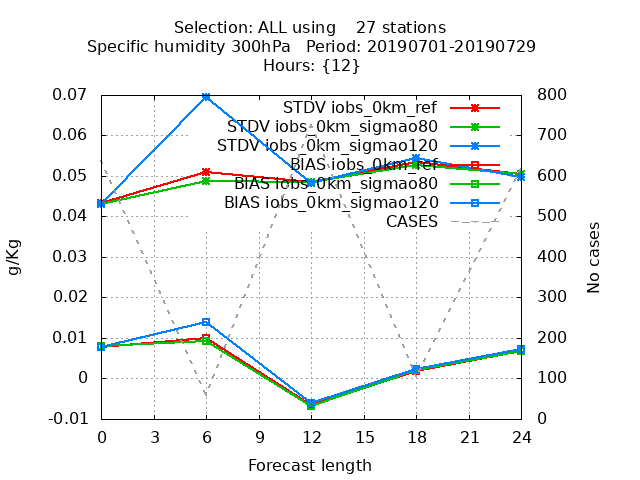 Selection: ALL using    27 stations
Specific humidity 300hPa   Period: 20190701-20190729
Hours: {12}
0.07
0.06
0.05
0.04
0.03
0.02
0.01
0
-0.01
g/Kg
STDV iobs_0km_ref
STDV iobs_0km_sigmao80
STDV iobs_0km_sigmao120
BIAS iobs_0km_ref
BIAS iobs_0km_sigmao80
BIAS iobs_0km_sigmao120
CASES
800
700
600
500
400
300
200
100
0
No cases
0 3 6 9 12 15 18 21 24
Forecast length